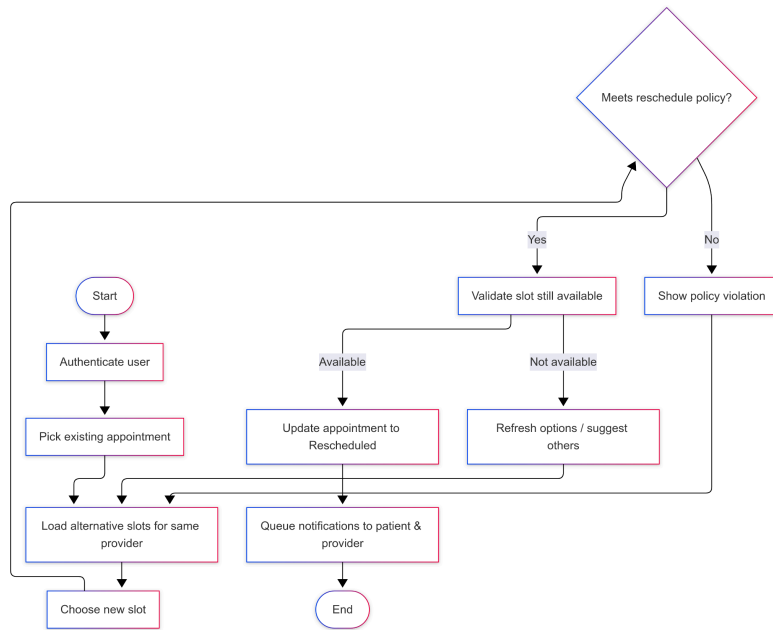 Meets reschedule policy?
Yes
No
Start
Validate slot still available
Show policy violation
Authenticate user
Available
Not available
Pick existing appointment
Update appointment to
Rescheduled
Refresh options / suggest
others
Load alternative slots for same
provider
Queue notifications to patient &
provider
Choose new slot
End